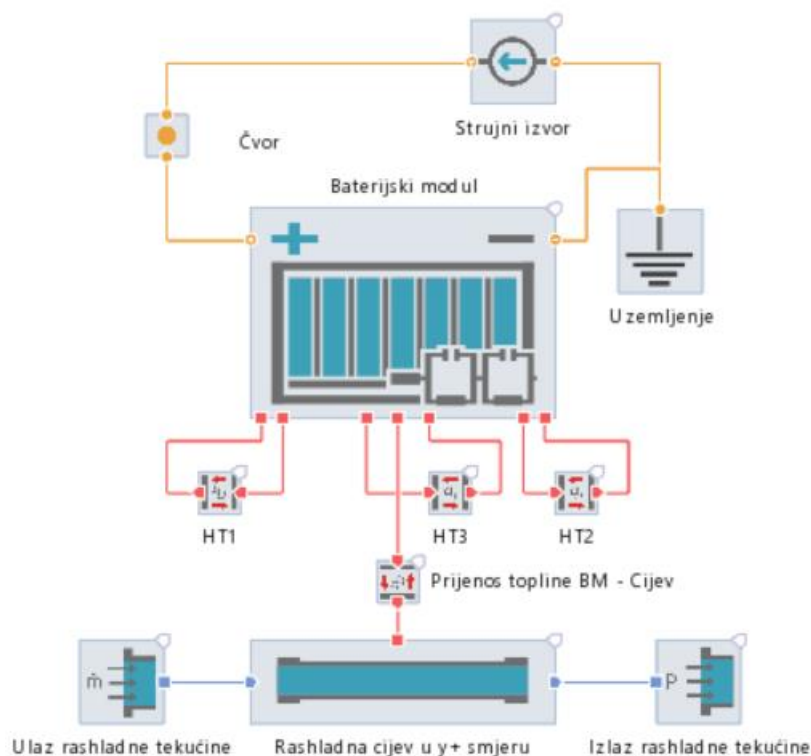 Strujni izvor
Čvor
Baterijski modul
Uzemljenje
HT1
HT3
HT2
Prijenos topline BM - Cijev
ṁ
p
Ulaz rashladne tekućine
Rashladna cijev u y+ smjeru
Izlaz rashladne tekućine